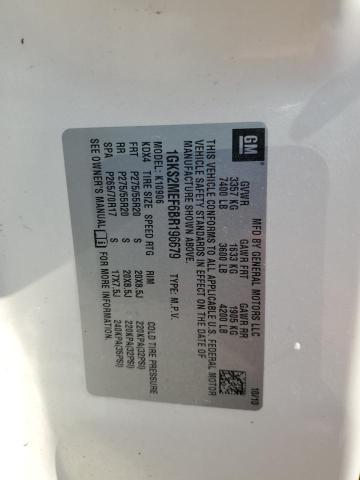 GM
MFD BY GENERAL MOTORS LLC
10/10
GVWR GAWR FRT GAWR RR
3357 KG 1633 KG 1905 KG
7400 LB 3600 LB 4200 LB
THIS VEHICLE CONFORMS TO ALL APPLICABLE U.S. FEDERAL MOTOR
VEHICLE SAFETY STANDARDS IN EFFECT ON THE DATE OF
MANUFACTURE SHOWN ABOVE.
1GKS2MEF6BR196679 TYPE: M.P.V.
MODEL: K10906
KDX4 TIRE SIZE SPEED RTG RIM COLD TIRE PRESSURE
FRT P275/55R20 S 20X8.5J 220KPA(32PSI)
RR P275/55R20 S 20X8.5J 220KPA(32PSI)
SPA P265/70R17 S 17X7.5J 240KPA(35PSI)
SEE OWNER'S MANUAL FOR MORE INFORMATION.